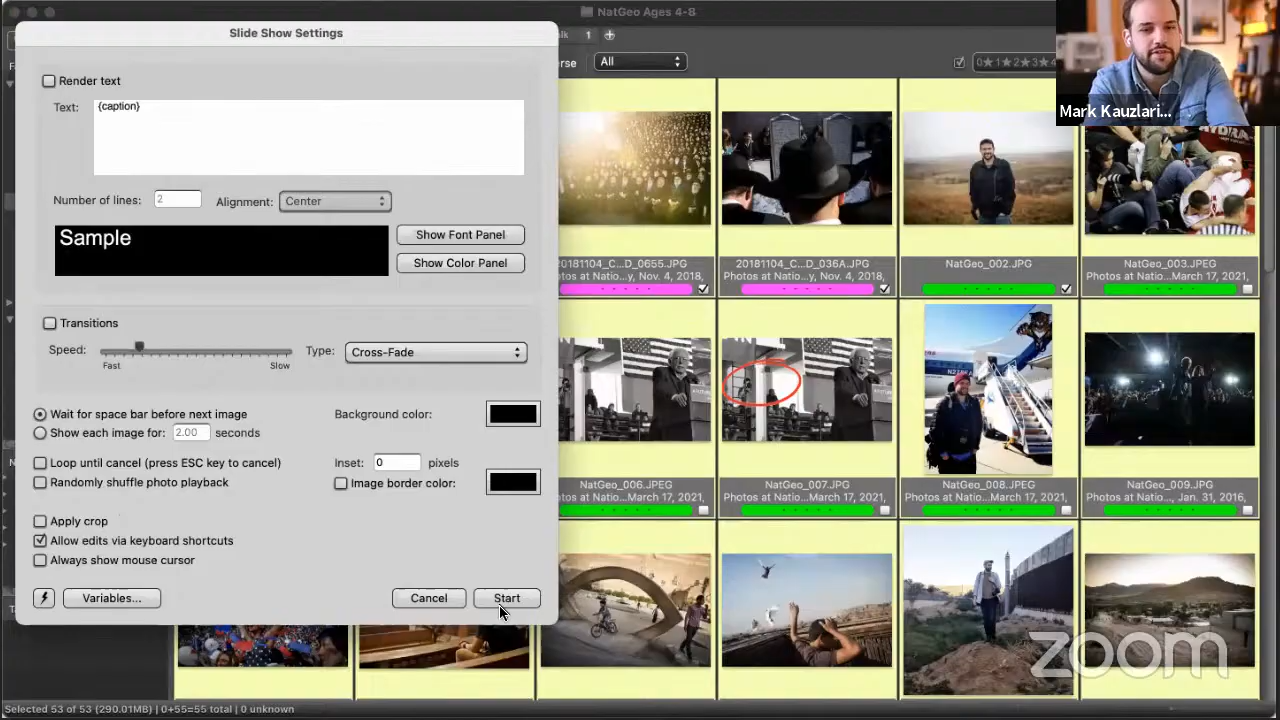 NatGeo Ages 4-8
Slide Show Settings
1
All
0★1★2★3★4
Mark Kauzlari...
Render text
Text:
{caption}
Number of lines:
2
Alignment:
Center
Sample
Show Font Panel
Show Color Panel
Transitions
Speed:
Fast
Slow
Type:
Cross-Fade
Wait for space bar before next image
Show each image for:
2.00
seconds
Background color:
Loop until cancel (press ESC key to cancel)
Randomly shuffle photo playback
Inset:
0
pixels
Image border color:
Apply crop
Allow edits via keyboard shortcuts
Always show mouse cursor
Variables...
Cancel
Start
20181104_C...D_0655.JPG
Photos at Natio...y, Nov. 4, 2018,
20181104_C...D_036A.JPG
Photos at Natio...y, Nov. 4, 2018,
NatGeo_002.JPG
NatGeo_003.JPEG
Photos at Natio...March 17, 2021,
NatGeo_006.JPEG
Photos at Natio...March 17, 2021,
NatGeo_007.JPG
Photos at Natio...March 17, 2021,
NatGeo_008.JPEG
Photos at Natio...March 17, 2021,
NatGeo_009.JPG
Photos at Natio..., Jan. 31, 2016,
zoom
Selected 53 of 53 (290.01MB) | 0+55=55 total | 0 unknown